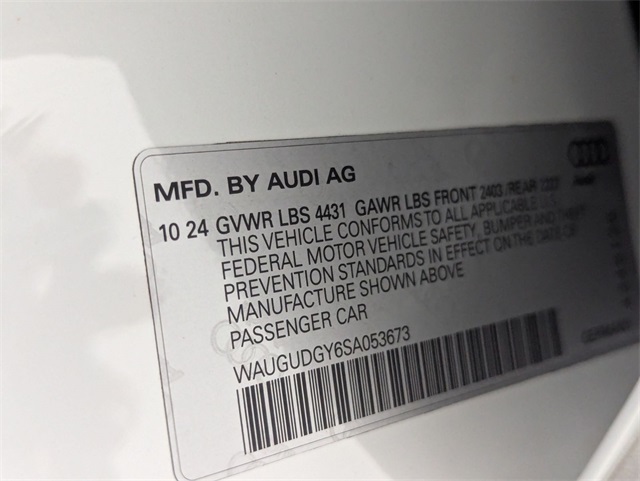 MFD. BY AUDI AG
10 24 GVWR LBS 4431 GAWR LBS FRONT 2403 /REAR
THIS VEHICLE CONFORMS TO ALL APPLICABLE U.S.
FEDERAL MOTOR VEHICLE SAFETY, BUMPER AND THEFT
PREVENTION STANDARDS IN EFFECT ON THE DATE OF
MANUFACTURE SHOWN ABOVE
PASSENGER CAR
WAUGUDGY6SA053673
Audi
GERMANY